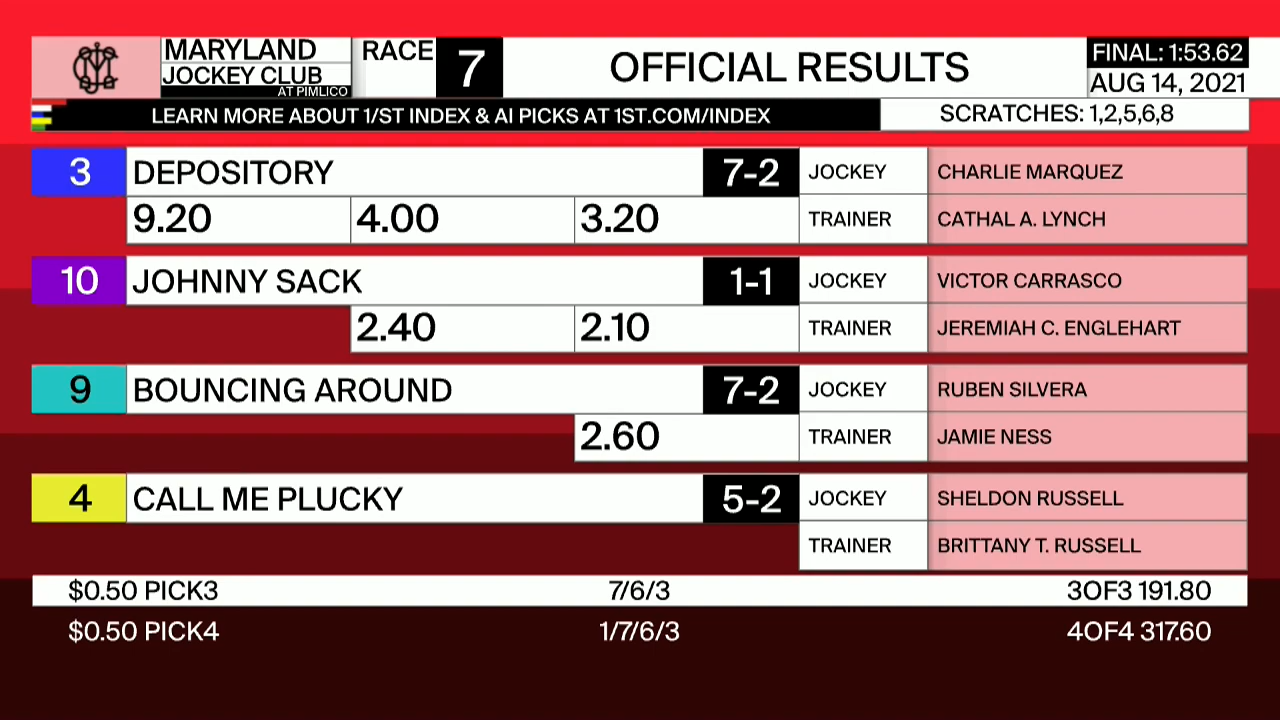 MARYLAND
JOCKEY CLUB
AT PIMLICO
RACE 7
OFFICIAL RESULTS
FINAL: 1:53.62
AUG 14, 2021
LEARN MORE ABOUT 1/ST INDEX & AI PICKS AT 1ST.COM/INDEX
SCRATCHES: 1,2,5,6,8
3 DEPOSITORY 7-2 JOCKEY CHARLIE MARQUEZ
9.20 4.00 3.20 TRAINER CATHAL A. LYNCH
10 JOHNNY SACK 1-1 JOCKEY VICTOR CARRASCO
2.40 2.10 TRAINER JEREMIAH C. ENGLEHART
9 BOUNCING AROUND 7-2 JOCKEY RUBEN SILVERA
2.60 TRAINER JAMIE NESS
4 CALL ME PLUCKY 5-2 JOCKEY SHELDON RUSSELL
TRAINER BRITTANY T. RUSSELL
$0.50 PICK3 7/6/3 3OF3 191.80
$0.50 PICK4 1/7/6/3 4OF4 317.60